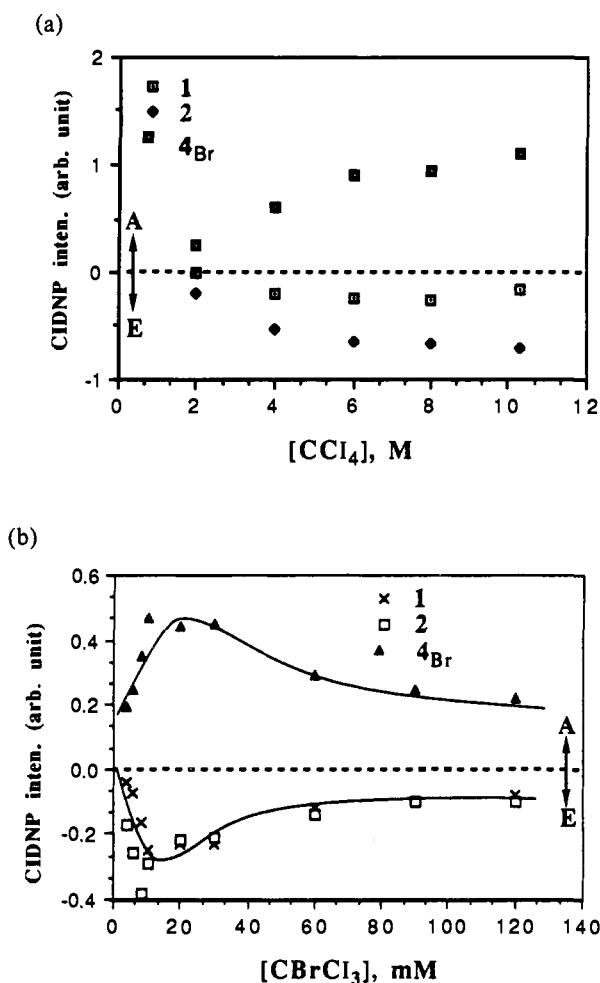 (a)
2
1
2
4Br
1
A
0
E
-1
0 2 4 6 8 10 12
CIDNP inten. (arb. unit)
[CCl4], M
(b)
0.6
1
2
4Br
0.4
0.2
A
0.0
E
-0.2
-0.4
0 20 40 60 80 100 120 140
CIDNP inten. (arb. unit)
[CBrCl3], mM